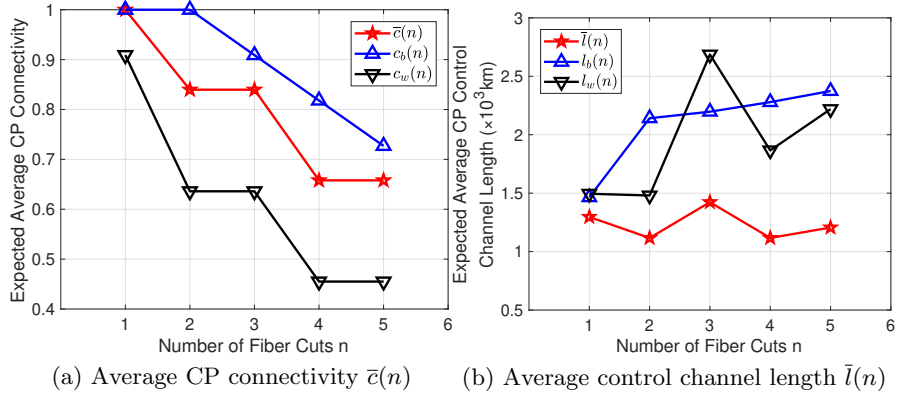 1
0.9
0.8
0.7
0.6
0.5
0.4
1 2 3 4 5 6
Expected Average CP Connectivity
Number of Fiber Cuts n
c̅(n)
c_b(n)
c_w(n)
(a) Average CP connectivity c̅(n)
3
2.5
2
1.5
1
0.5
1 2 3 4 5 6
Expected Average CP Control
Channel Length (×10³km)
Number of Fiber Cuts n
l̅(n)
l_b(n)
l_w(n)
(b) Average control channel length l̅(n)